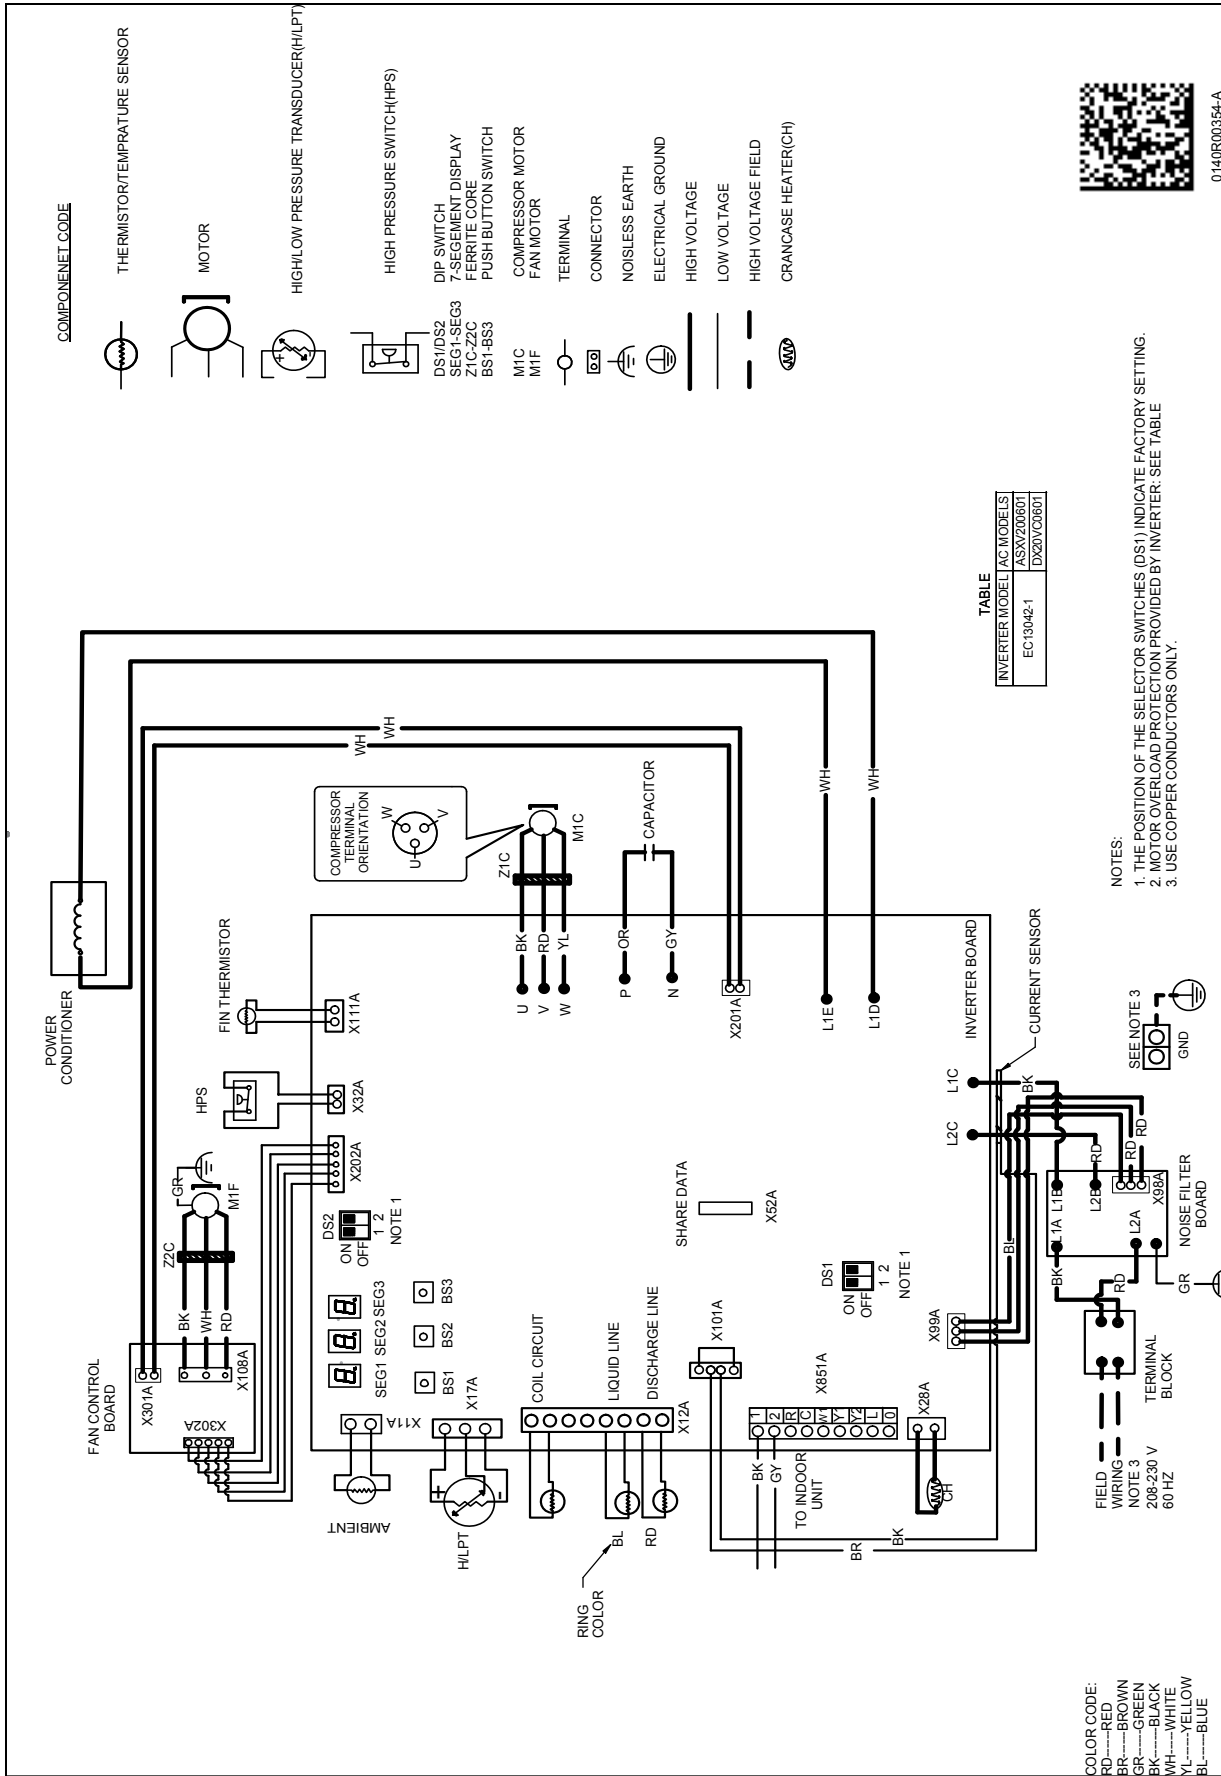 COMPONENET CODE
THERMISTOR/TEMPRATURE SENSOR
MOTOR
HIGH/LOW PRESSURE TRANSDUCER(H/LPT)
HIGH PRESSURE SWITCH(HPS)
DS1/DS2 DIP SWITCH
SEG1-SEG3 7-SEGEMENT DISPLAY
Z1C-Z2C FERRITE CORE
BS1-BS3 PUSH BUTTON SWITCH
M1C COMPRESSOR MOTOR
M1F FAN MOTOR
TERMINAL
CONNECTOR
NOISLESS EARTH
ELECTRICAL GROUND
HIGH VOLTAGE
LOW VOLTAGE
HIGH VOLTAGE FIELD
CRANCASE HEATER(CH)
0140R00354-A
POWER
CONDITIONER
FIN THERMISTOR
X111A
HPS
X32A
GR
M1F
Z2C
BK
WH
RD
FAN CONTROL
BOARD
X301A
X108A
X302A
X202A
DS2
ON
OFF
1 2
NOTE 1
SEG1 SEG2 SEG3
BS1
BS2
BS3
X11A
AMBIENT
X17A
H/LPT
+
-
COIL CIRCUIT
LIQUID LINE
DISCHARGE LINE
X12A
BL
RD
RING
COLOR
COMPRESSOR
TERMINAL
ORIENTATION
U
V
W
M1C
Z1C
U BK
V RD
W YL
CAPACITOR
P OR
N GY
WH
WH
X201A
L1E
L1D
WH
WH
SHARE DATA
X52A
DS1
ON
OFF
1 2
NOTE 1
X101A
X851A
1
2
R
C
W1
Y1
Y2
L
0
BK
GY
TO INDOOR
UNIT
X28A
CH
BR
BK
X99A
INVERTER BOARD
CURRENT SENSOR
L1C
L2C
BK
RD
BL
RD
RD
X98A
L1A
L1B
L2B
L2A
NOISE FILTER
BOARD
BK
RD
GR
TERMINAL
BLOCK
FIELD
WIRING
NOTE 3
208-230 V
60 HZ
SEE NOTE 3
GND
TABLE
INVERTER MODEL AC MODELS
EC13042-1 ASXV200601
DX20VC0601
NOTES:
1. THE POSITION OF THE SELECTOR SWITCHES (DS1) INDICATE FACTORY SETTING.
2. MOTOR OVERLOAD PROTECTION PROVIDED BY INVERTER: SEE TABLE
3. USE COPPER CONDUCTORS ONLY.
COLOR CODE:
RD-----RED
BR-----BROWN
GR-----GREEN
BK-----BLACK
WH----WHITE
YL-----YELLOW
BL-----BLUE